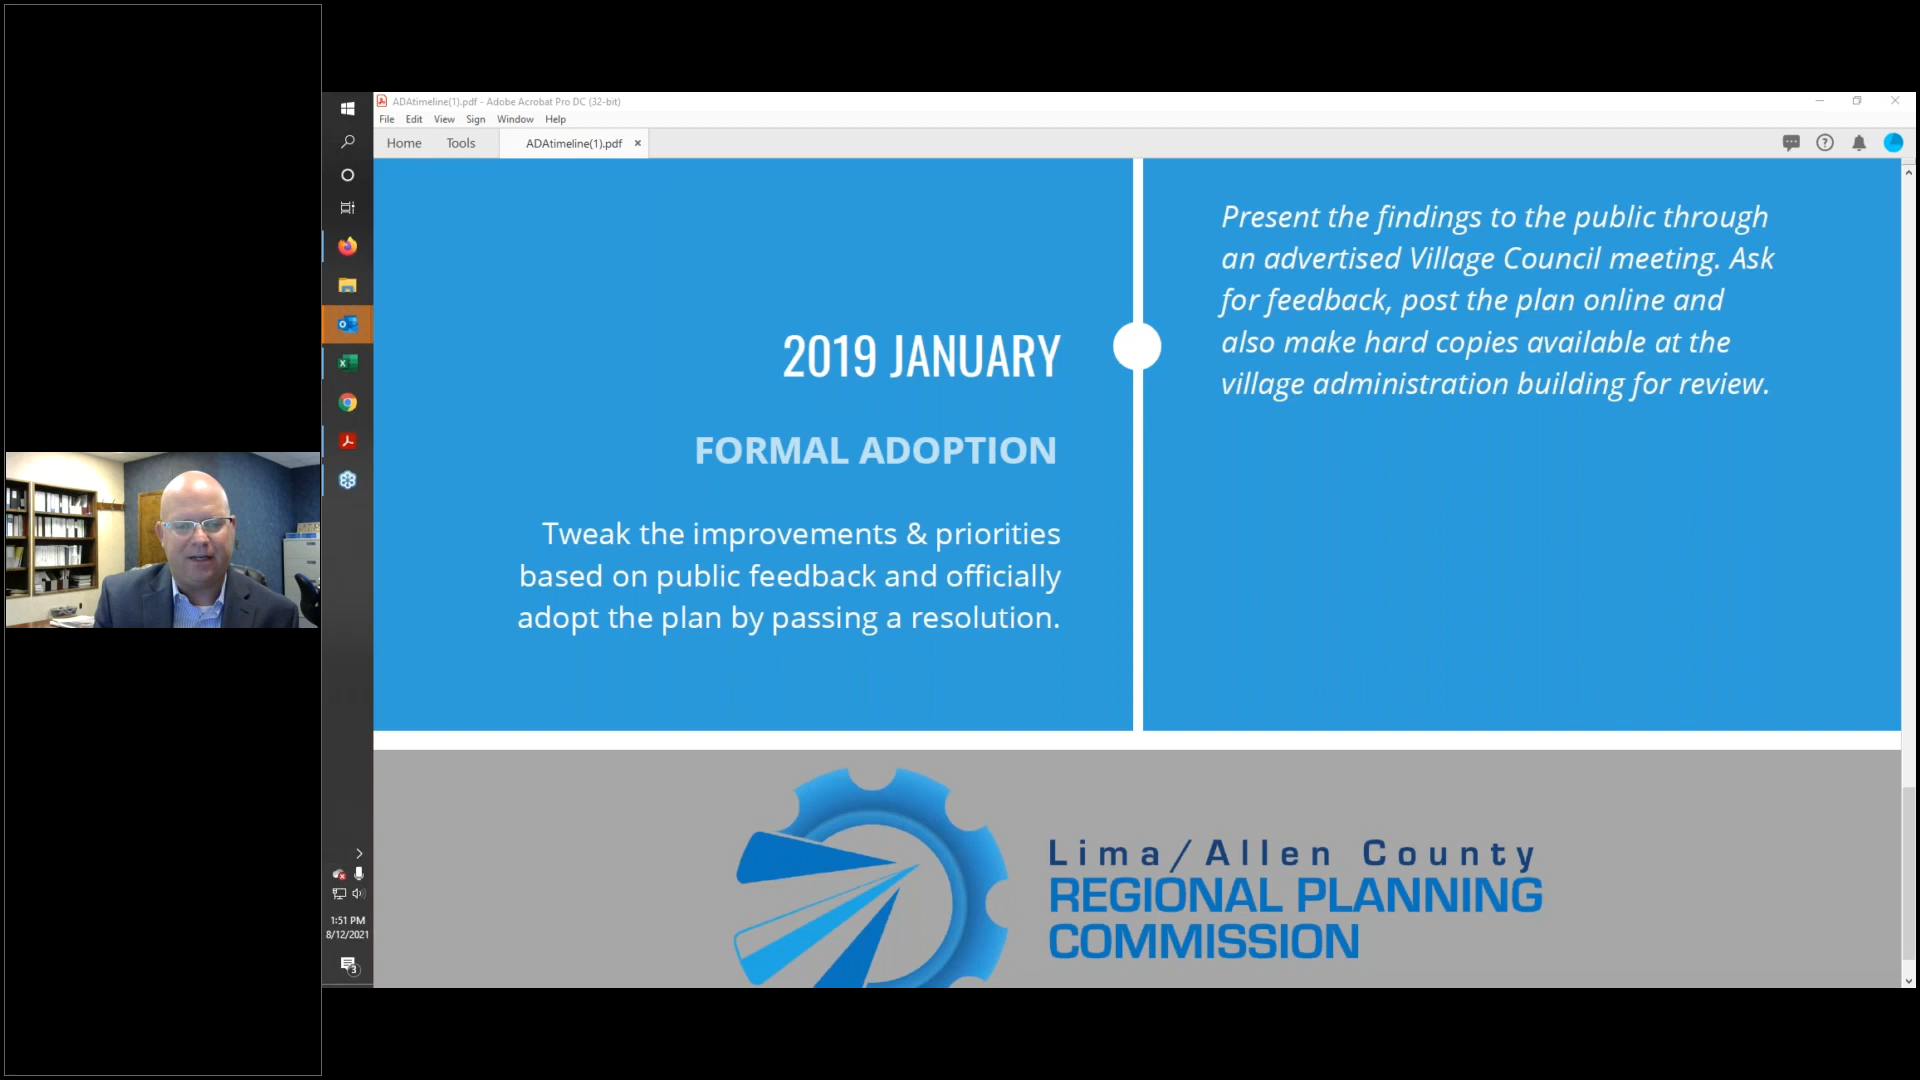 ADAtimeline(1).pdf - Adobe Acrobat Pro DC (32-bit)
File Edit View Sign Window Help
Home Tools ADAtimeline(1).pdf ×
Present the findings to the public through
an advertised Village Council meeting. Ask
for feedback, post the plan online and
also make hard copies available at the
village administration building for review.
2019 JANUARY
FORMAL ADOPTION
Tweak the improvements & priorities
based on public feedback and officially
adopt the plan by passing a resolution.
Lima/Allen County
REGIONAL PLANNING
COMMISSION
1:51 PM
8/12/2021
3